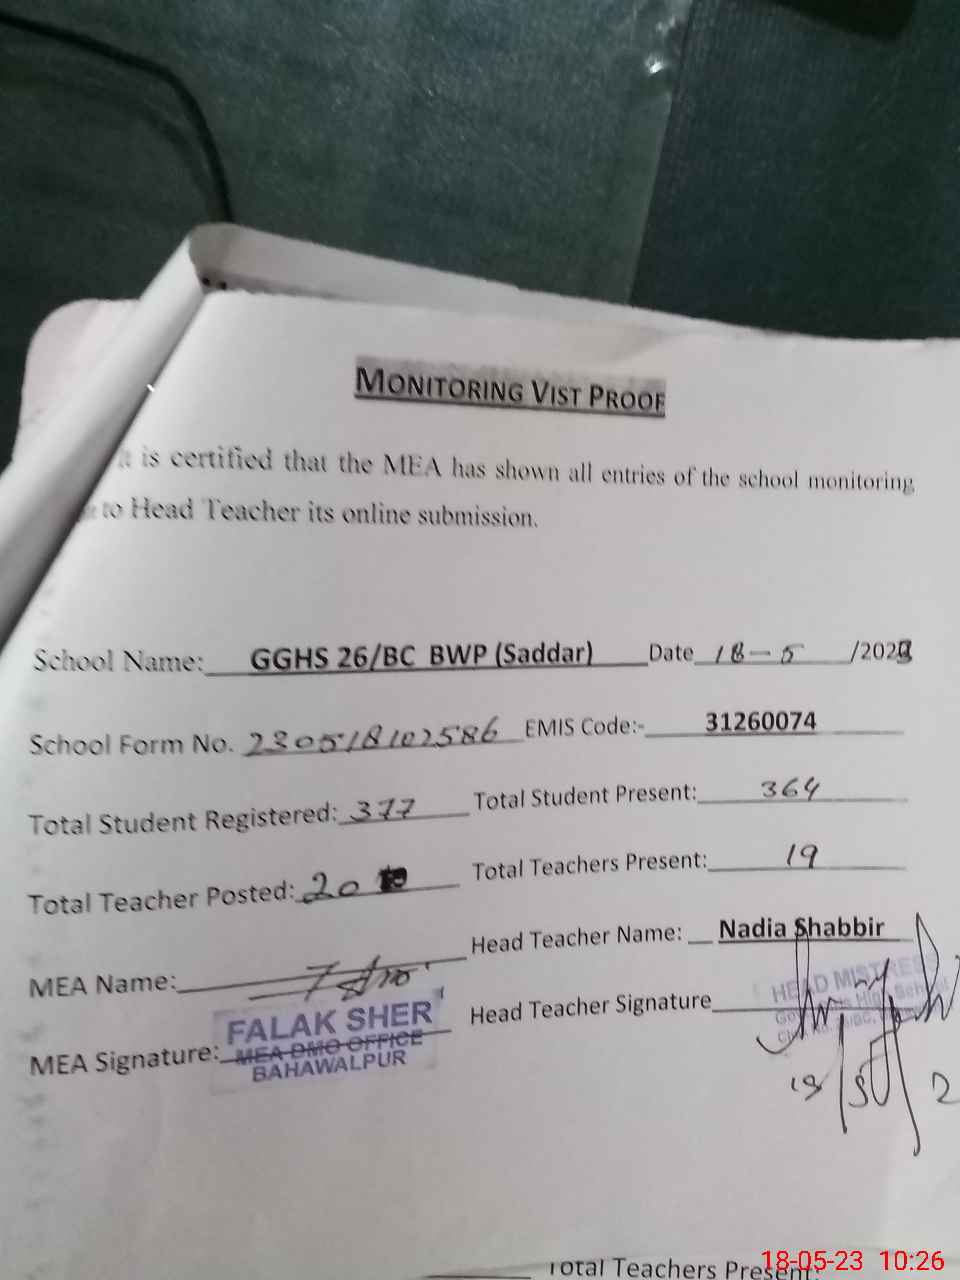 MONITORING VIST PROOF
is certified that the MEA has shown all entries of the school monitoring
to Head Teacher its online submission.
School Name: GGHS 26/BC BWP (Saddar) Date 18-5 /2023
School Form No. 230518102586 EMIS Code:- 31260074
Total Student Registered: 377 Total Student Present: 364
Total Teacher Posted: 20 Total Teachers Present: 19
MEA Name: Head Teacher Name: Nadia Shabbir
MEA Signature: Head Teacher Signature
FALAK SHER
MEA DMO OFFICE
BAHAWALPUR
HEAD MISTRESS
High School
Total Teachers Present:
18-05-23 10:26